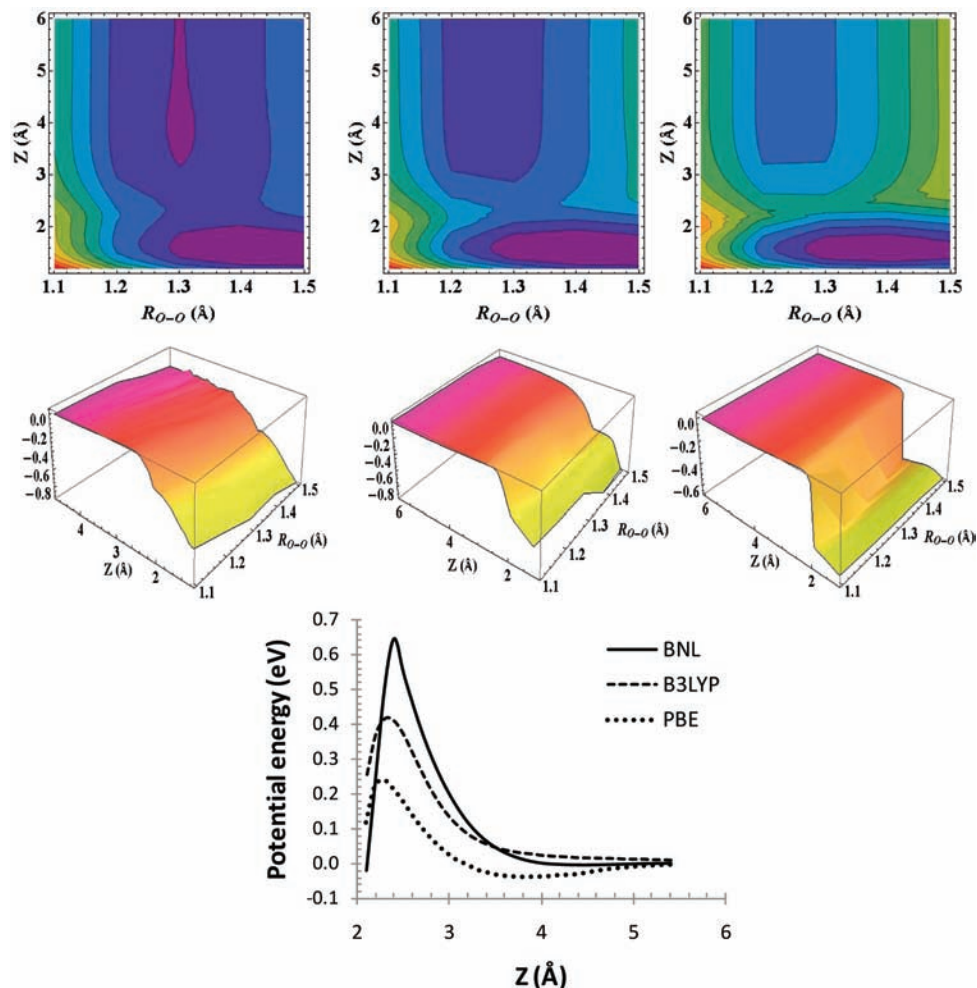 6
5
4
3
2
1.1 1.2 1.3 1.4 1.5
Z (Å)
R_{O-O} (Å)
6
5
4
3
2
1.1 1.2 1.3 1.4 1.5
Z (Å)
R_{O-O} (Å)
6
5
4
3
2
1.1 1.2 1.3 1.4 1.5
Z (Å)
R_{O-O} (Å)
0.0
−0.2
−0.4
−0.6
−0.8
4
3
2
Z (Å)
1.5
1.4
1.3
1.2
1.1
R_{O-O} (Å)
0.0
−0.2
−0.4
−0.6
−0.8
6
4
2
Z (Å)
1.5
1.4
1.3
1.2
1.1
R_{O-O} (Å)
0.0
−0.2
−0.4
−0.6
6
4
2
Z (Å)
1.5
1.4
1.3
1.2
1.1
R_{O-O} (Å)
Potential energy (eV)
0.7
0.6
0.5
0.4
0.3
0.2
0.1
0.0
-0.1
BNL
B3LYP
PBE
2 3 4 5 6
Z (Å)